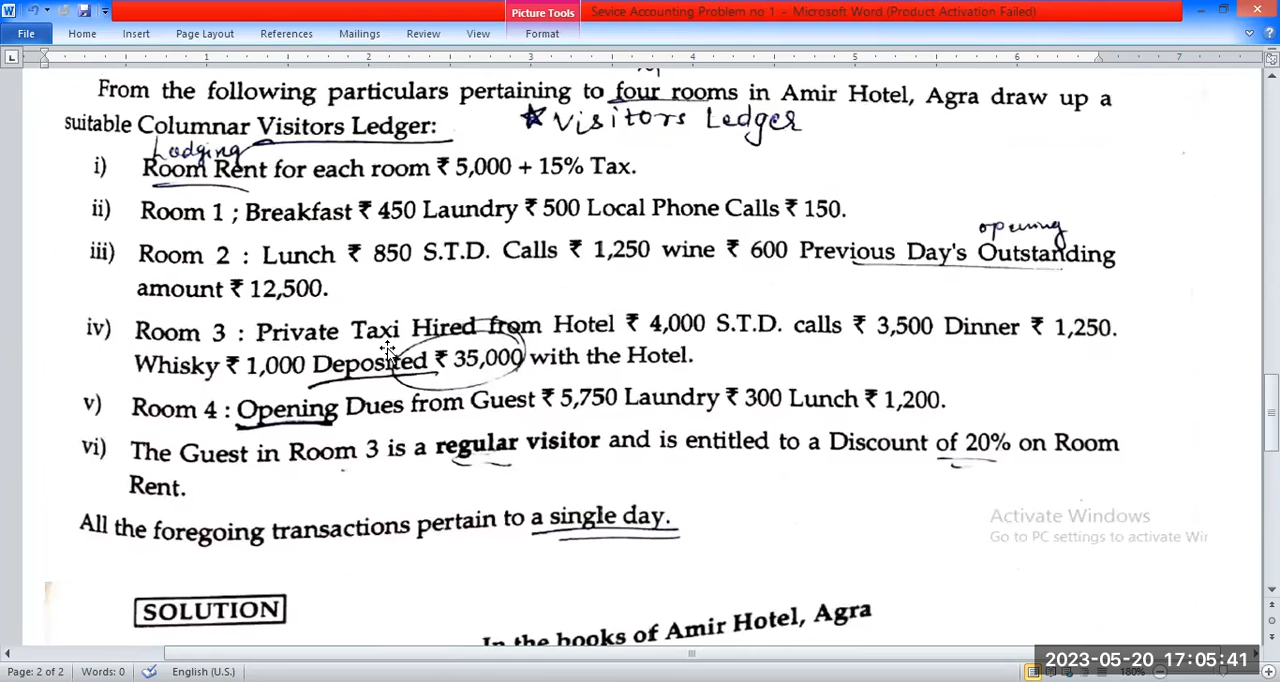 Picture Tools
Sevice Accounting Problem no 1 - Microsoft Word (Product Activation Failed)
File Home Insert Page Layout References Mailings Review View Format
1 2 3 4 5 6 7
From the following particulars pertaining to four rooms in Amir Hotel, Agra draw up a
suitable Columnar Visitors Ledger:
★ Visitors Ledger
Lodging
i) Room Rent for each room ₹ 5,000 + 15% Tax.
ii) Room 1 ; Breakfast ₹ 450 Laundry ₹ 500 Local Phone Calls ₹ 150.
opening
iii) Room 2 : Lunch ₹ 850 S.T.D. Calls ₹ 1,250 wine ₹ 600 Previous Day's Outstanding
amount ₹ 12,500.
iv) Room 3 : Private Taxi Hired from Hotel ₹ 4,000 S.T.D. calls ₹ 3,500 Dinner ₹ 1,250.
Whisky ₹ 1,000 Deposited ₹ 35,000 with the Hotel.
v) Room 4 : Opening Dues from Guest ₹ 5,750 Laundry ₹ 300 Lunch ₹ 1,200.
vi) The Guest in Room 3 is a regular visitor and is entitled to a Discount of 20% on Room
Rent.
All the foregoing transactions pertain to a single day.
Activate Windows
Go to PC settings to activate Wir
SOLUTION
In the books of Amir Hotel, Agra
Page: 2 of 2 Words: 0 English (U.S.) 180%
2023-05-20 17:05:41